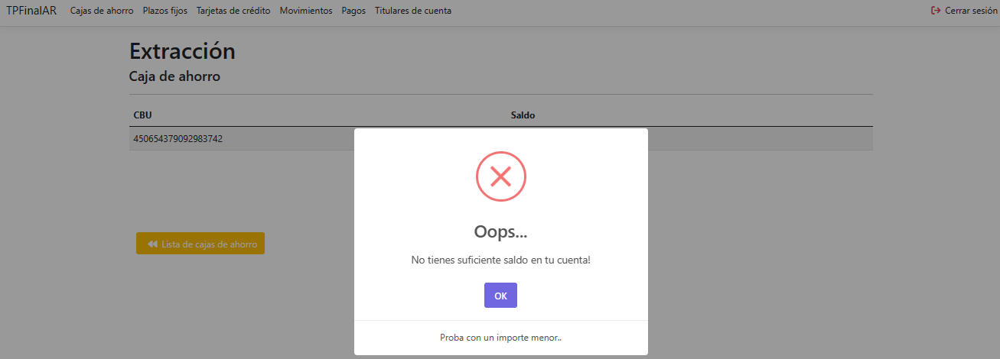 TPFinalAR Cajas de ahorro Plazos fijos Tarjetas de crédito Movimientos Pagos Titulares de cuenta Cerrar sesión
Extracción
Caja de ahorro
CBU Saldo
450654379092983742
Oops...
No tienes suficiente saldo en tu cuenta!
OK
Proba con un importe menor..
Lista de cajas de ahorro